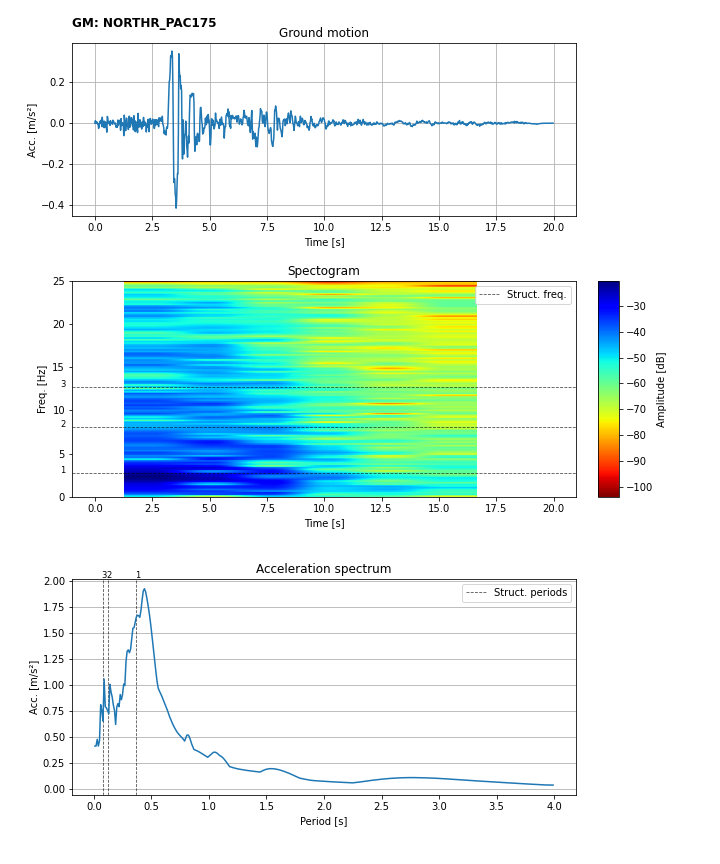 GM: NORTHR_PAC175
Ground motion
Acc. [m/s²]
0.2
0.0
−0.2
−0.4
0.0 2.5 5.0 7.5 10.0 12.5 15.0 17.5 20.0
Time [s]
Spectogram
Freq. [Hz]
25
20
15
3
10
2
5
1
0
Struct. freq.
0.0 2.5 5.0 7.5 10.0 12.5 15.0 17.5 20.0
Time [s]
−30
−40
−50
−60
−70
−80
−90
−100
Amplitude [dB]
Acceleration spectrum
3 2 1
Acc. [m/s²]
2.00
1.75
1.50
1.25
1.00
0.75
0.50
0.25
0.00
Struct. periods
0.0 0.5 1.0 1.5 2.0 2.5 3.0 3.5 4.0
Period [s]